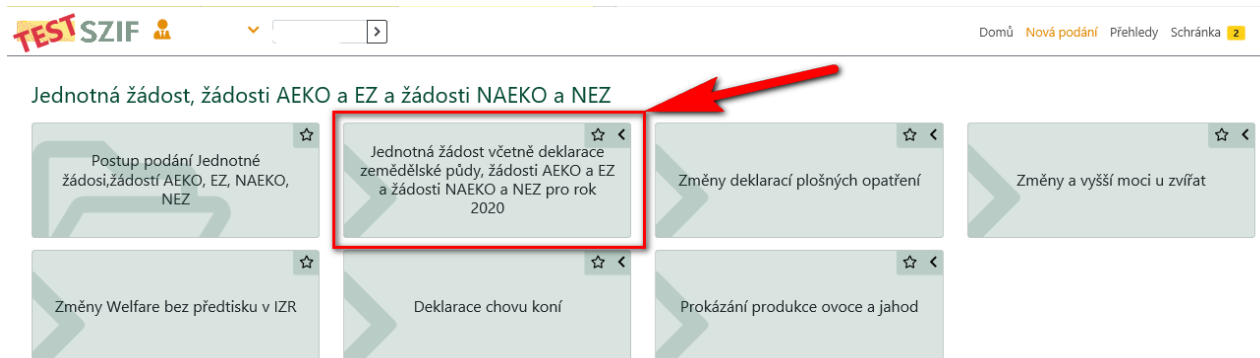 TEST SZIF
Domů Nová podání Přehledy Schránka 2
Jednotná žádost, žádosti AEKO a EZ a žádosti NAEKO a NEZ
Postup podání Jednotné
žádosi,žádostí AEKO, EZ, NAEKO,
NEZ
Jednotná žádost včetně deklarace
zemědělské půdy, žádosti AEKO a EZ
a žádosti NAEKO a NEZ pro rok
2020
Změny deklarací plošných opatření
Změny a vyšší moci u zvířat
Změny Welfare bez předtisku v IZR
Deklarace chovu koní
Prokázání produkce ovoce a jahod